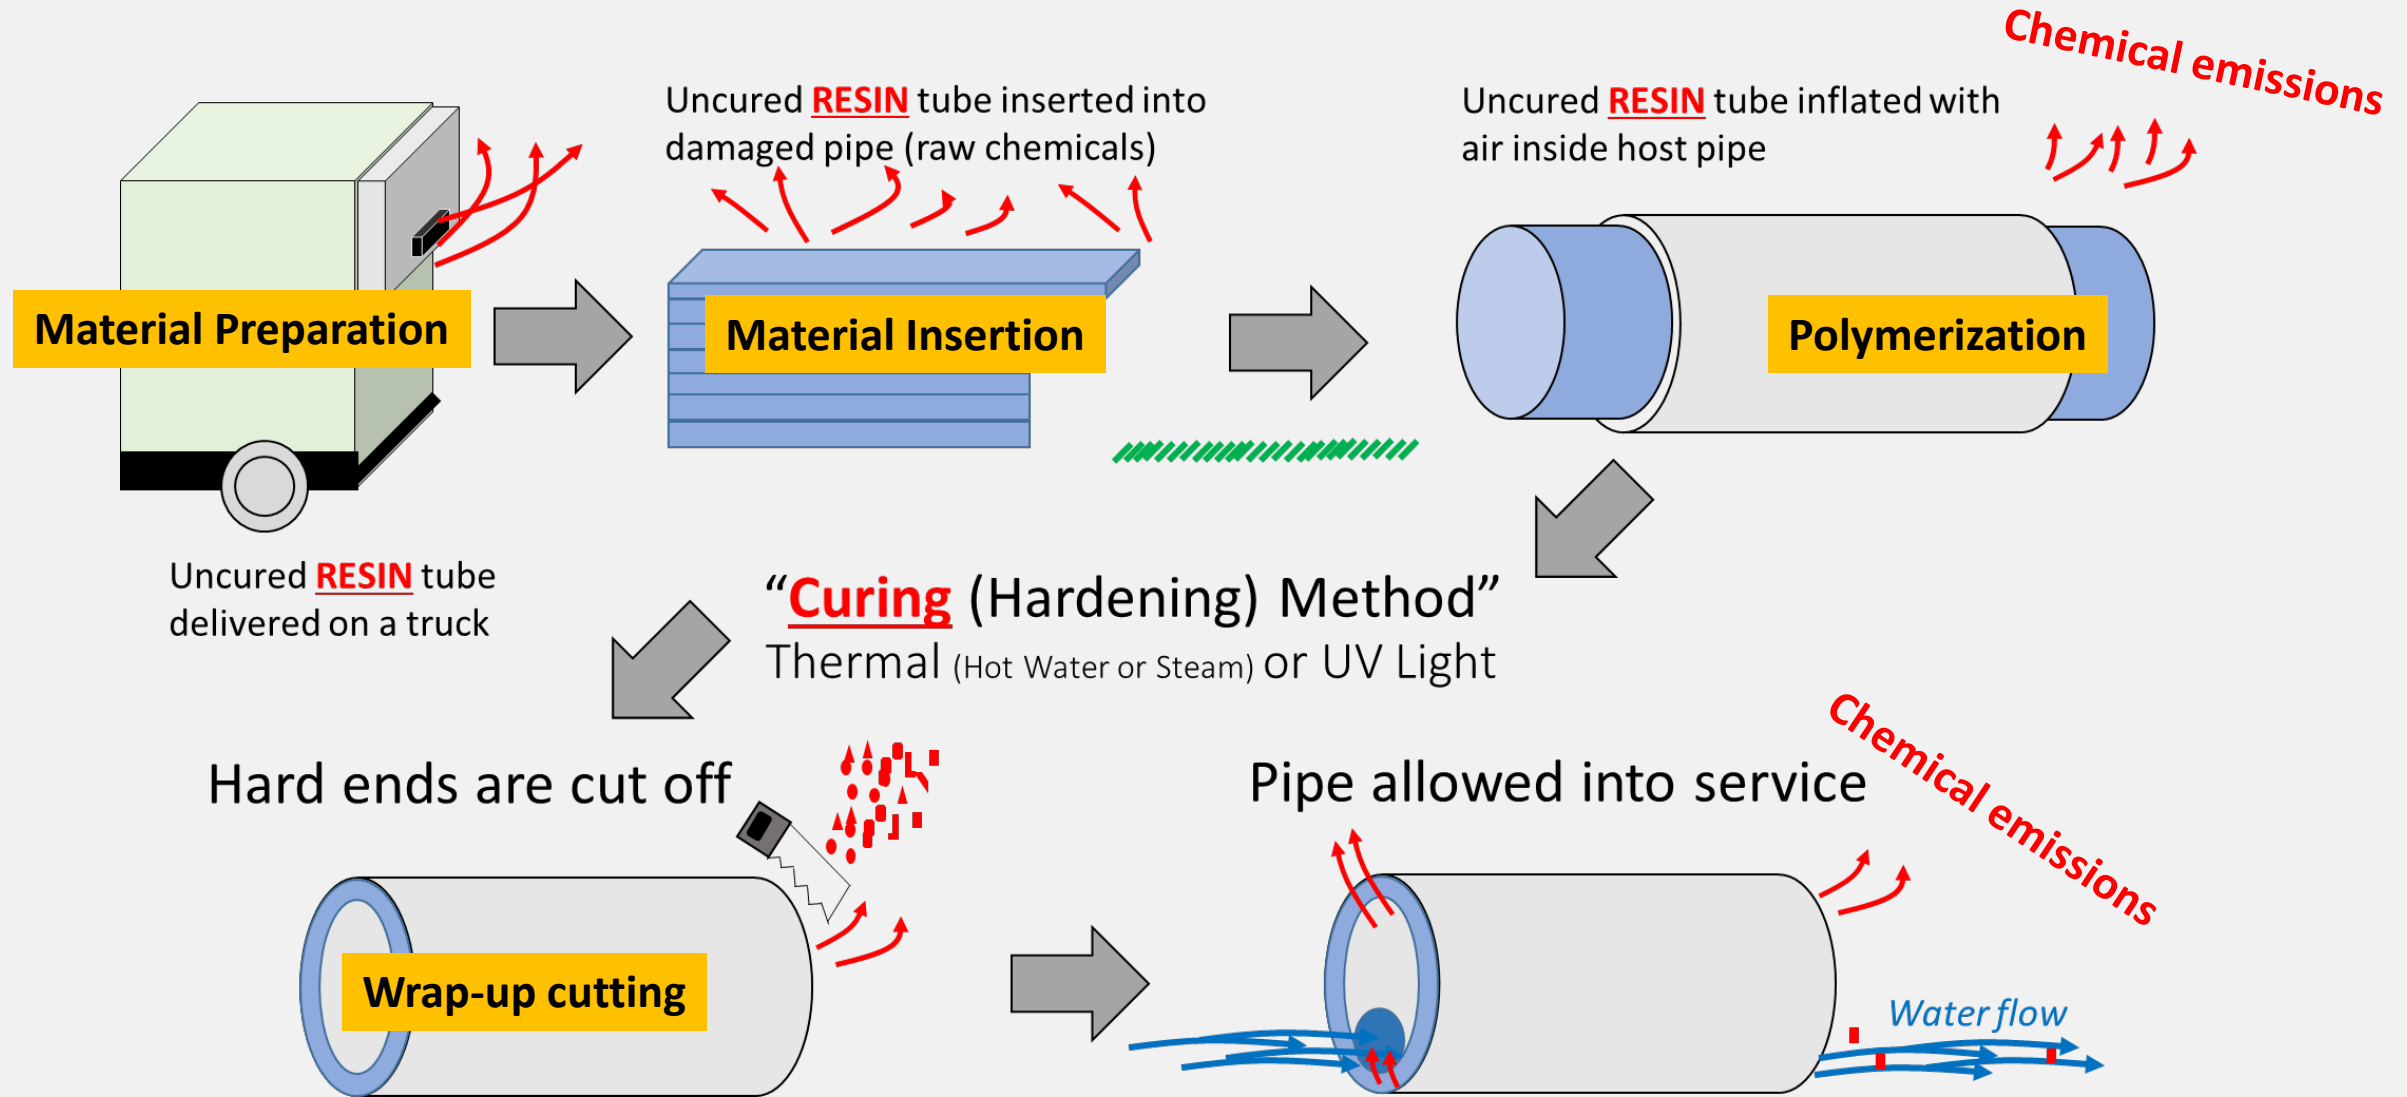 Chemical emissions
Uncured RESIN tube inserted into
damaged pipe (raw chemicals)
Uncured RESIN tube inflated with
air inside host pipe
Material Preparation
Material Insertion
Polymerization
Uncured RESIN tube
delivered on a truck
“Curing (Hardening) Method”
Thermal (Hot Water or Steam) or UV Light
Hard ends are cut off
Pipe allowed into service
Chemical emissions
Wrap-up cutting
Water flow